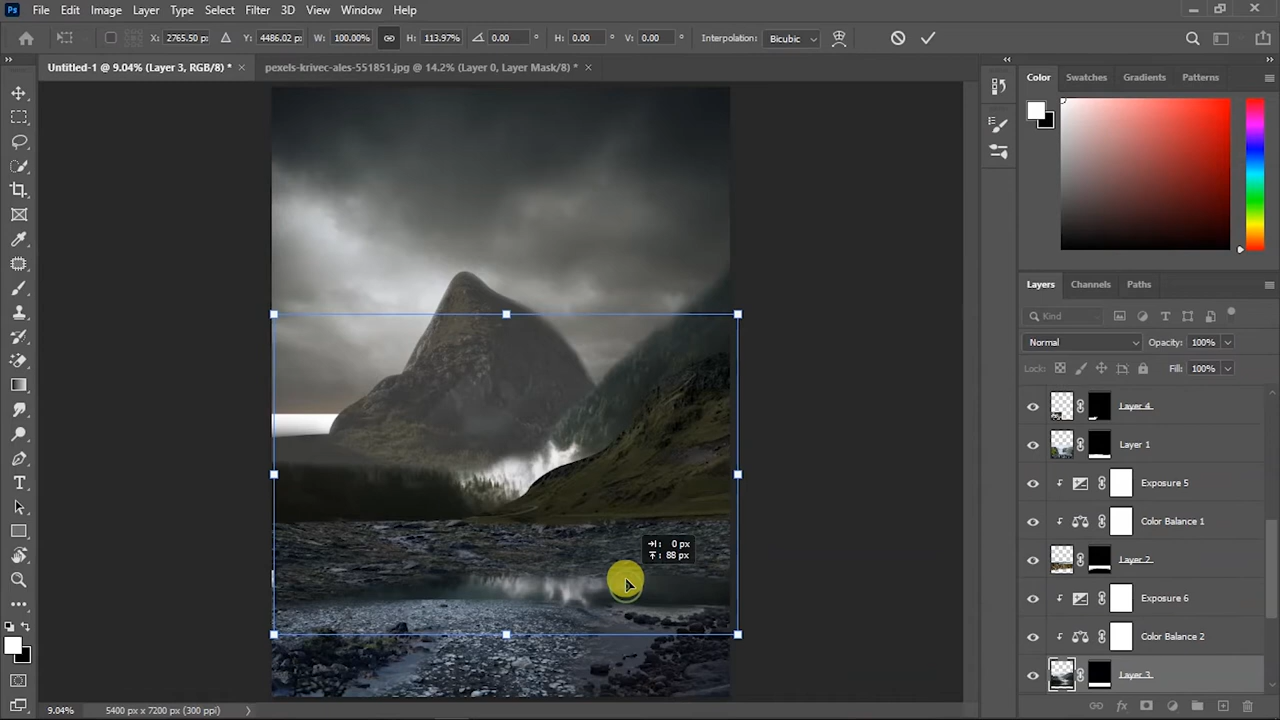 Ps File Edit Image Layer Type Select Filter 3D View Window Help
X: 2765.50 px Y: 4486.02 px W: 100.00% H: 113.97% 0.00 ° H: 0.00 ° V: 0.00 ° Interpolation: Bicubic
Untitled-1 @ 9.04% (Layer 3, RGB/8) * × pexels-krivec-ales-551851.jpg @ 14.2% (Layer 0, Layer Mask/8) * ×
Color Swatches Gradients Patterns
Layers Channels Paths
Kind
Normal Opacity: 100%
Lock: Fill: 100%
Layer 4
Layer 1
Exposure 5
Color Balance 1
Layer 2
Exposure 6
Color Balance 2
Layer 3
0 px
88 px
9.04% 5400 px x 7200 px (300 ppi)